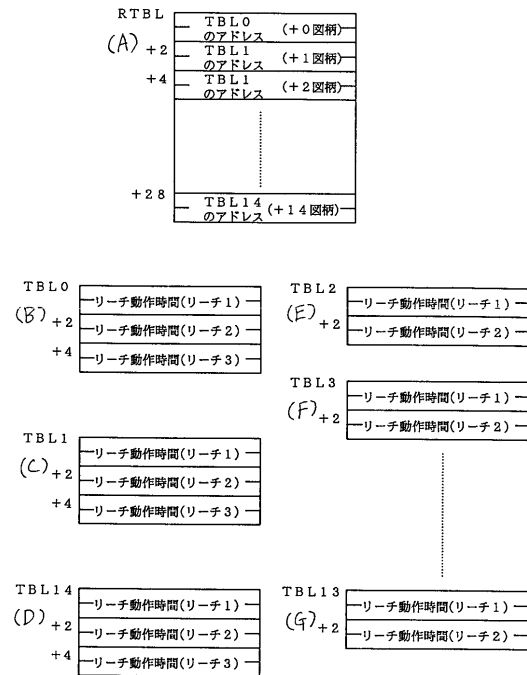 RTBL
TBL0
のアドレス (+0図柄)
(A) +2
TBL1
のアドレス (+1図柄)
+4
TBL1
のアドレス (+2図柄)
+28
TBL14
のアドレス (+14図柄)
TBL0
リーチ動作時間(リーチ1)
(B) +2
リーチ動作時間(リーチ2)
+4
リーチ動作時間(リーチ3)
TBL1
リーチ動作時間(リーチ1)
(C) +2
リーチ動作時間(リーチ2)
+4
リーチ動作時間(リーチ3)
TBL14
リーチ動作時間(リーチ1)
(D) +2
リーチ動作時間(リーチ2)
+4
リーチ動作時間(リーチ3)
TBL2
リーチ動作時間(リーチ1)
(E) +2
リーチ動作時間(リーチ2)
TBL3
リーチ動作時間(リーチ1)
(F) +2
リーチ動作時間(リーチ2)
TBL13
リーチ動作時間(リーチ1)
(G) +2
リーチ動作時間(リーチ2)